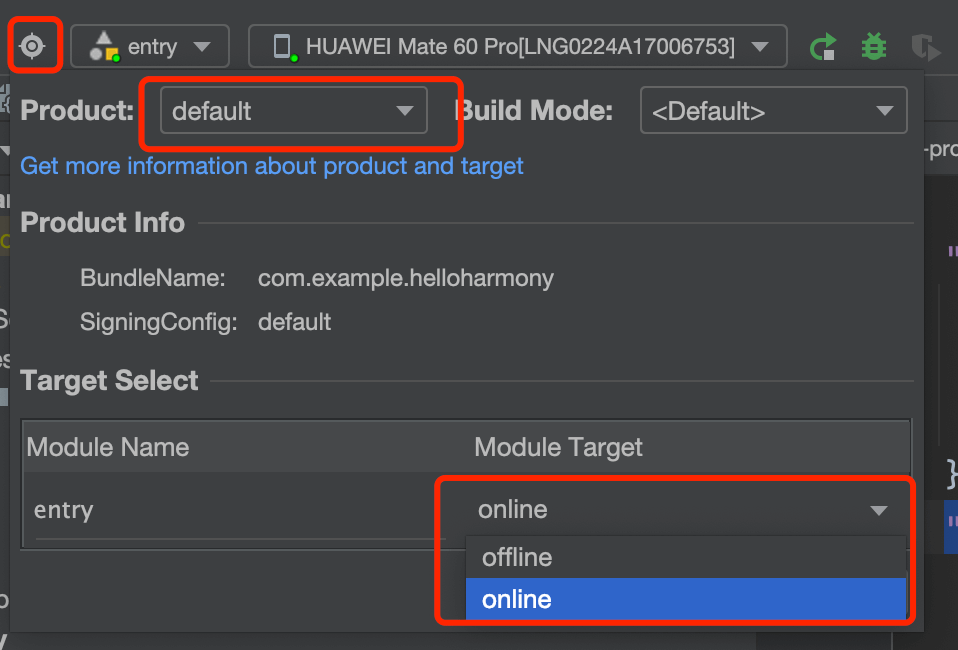 entry HUAWEI Mate 60 Pro[LNG0224A17006753]
Product: default Build Mode: <Default>
-pro
Get more information about product and target
Product Info
BundleName: com.example.helloharmony
SigningConfig: default
Target Select
Module Name Module Target
entry online
offline
online